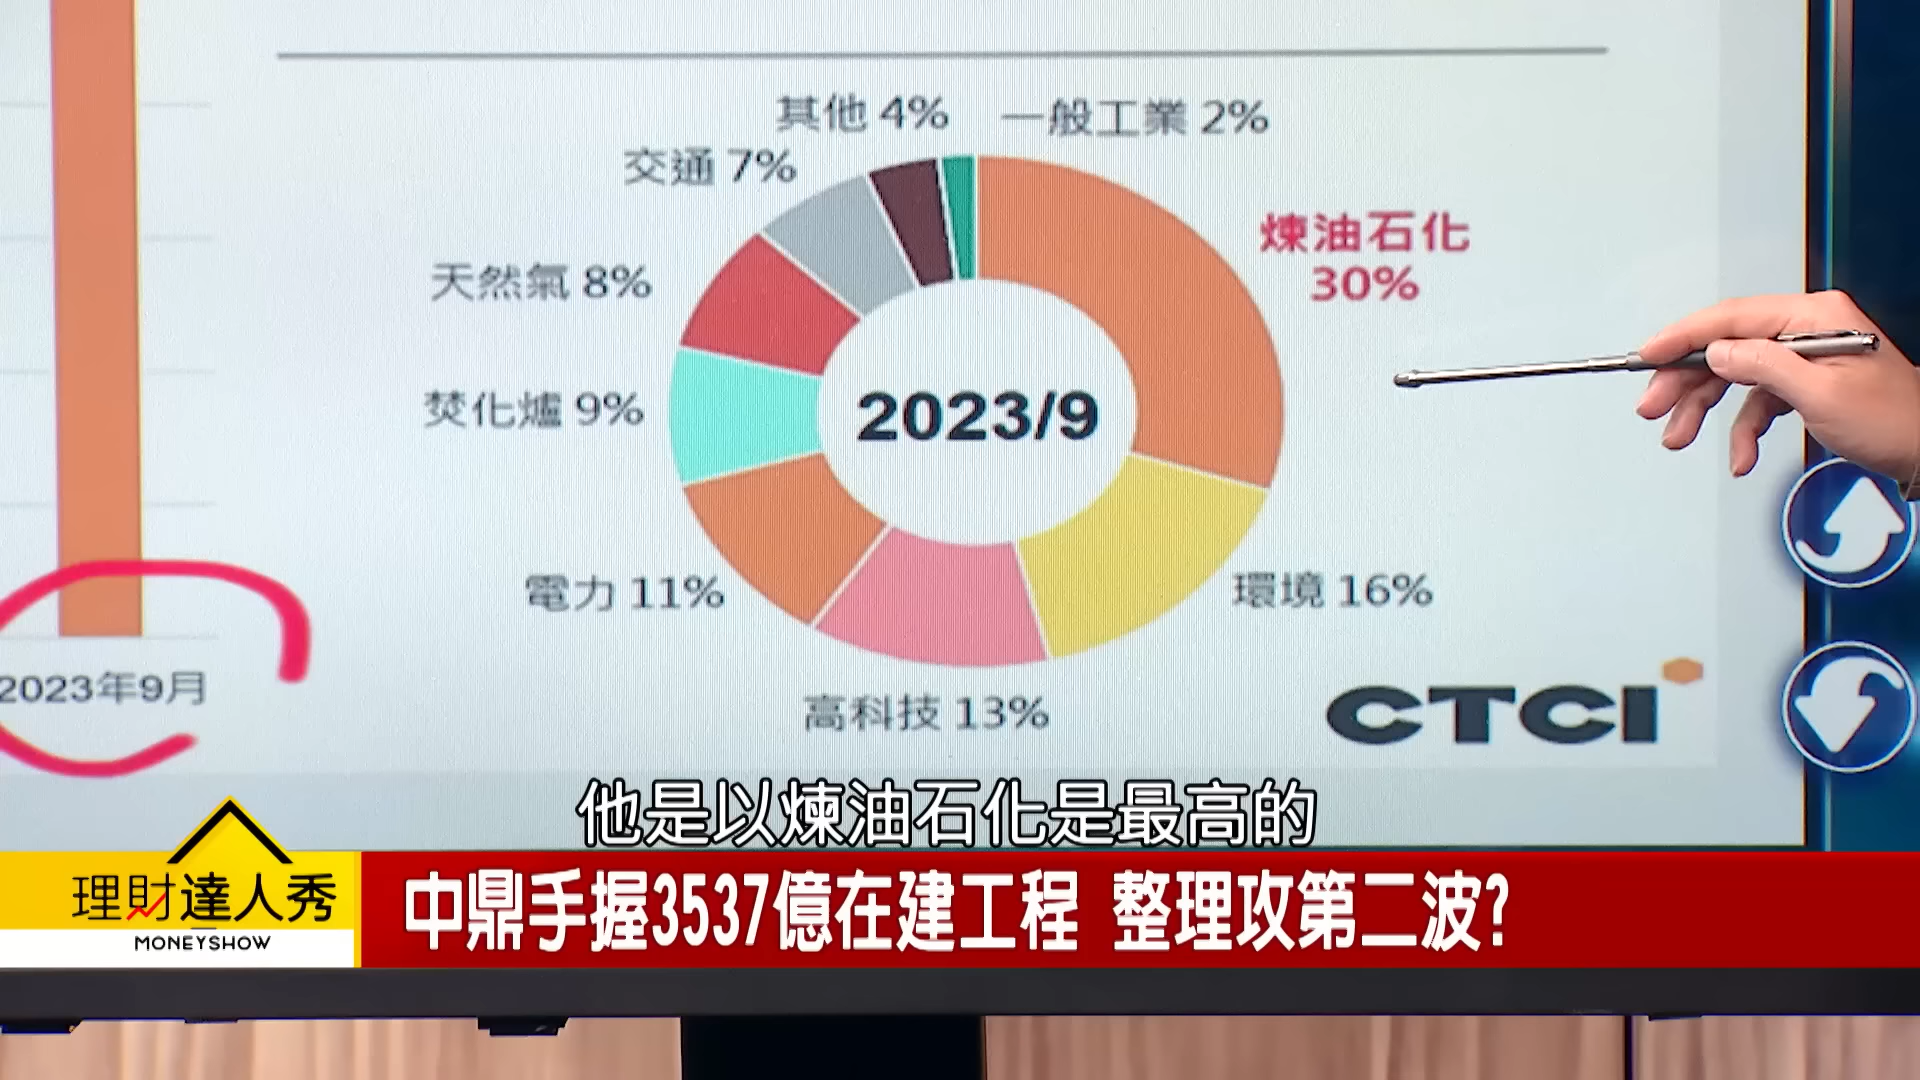 其他 4%
一般工業 2%
交通 7%
煉油石化
30%
天然氣 8%
焚化爐 9%
2023/9
電力 11%
環境 16%
高科技 13%
2023年9月
CTCI
他是以煉油石化是最高的
理財達人秀
MONEYSHOW
中鼎手握3537億在建工程 整理攻第二波?